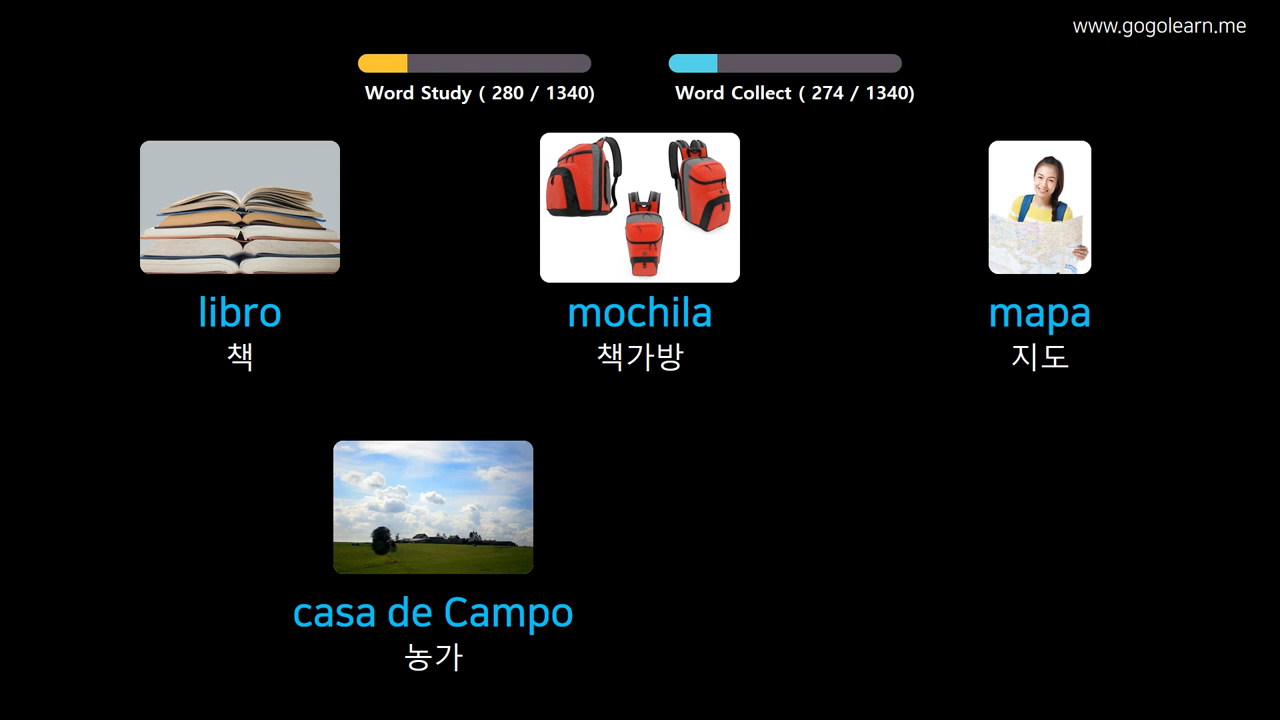 www.gogolearn.me
Word Study ( 280 / 1340)
Word Collect ( 274 / 1340)
libro
책
mochila
책가방
mapa
지도
casa de Campo
농가